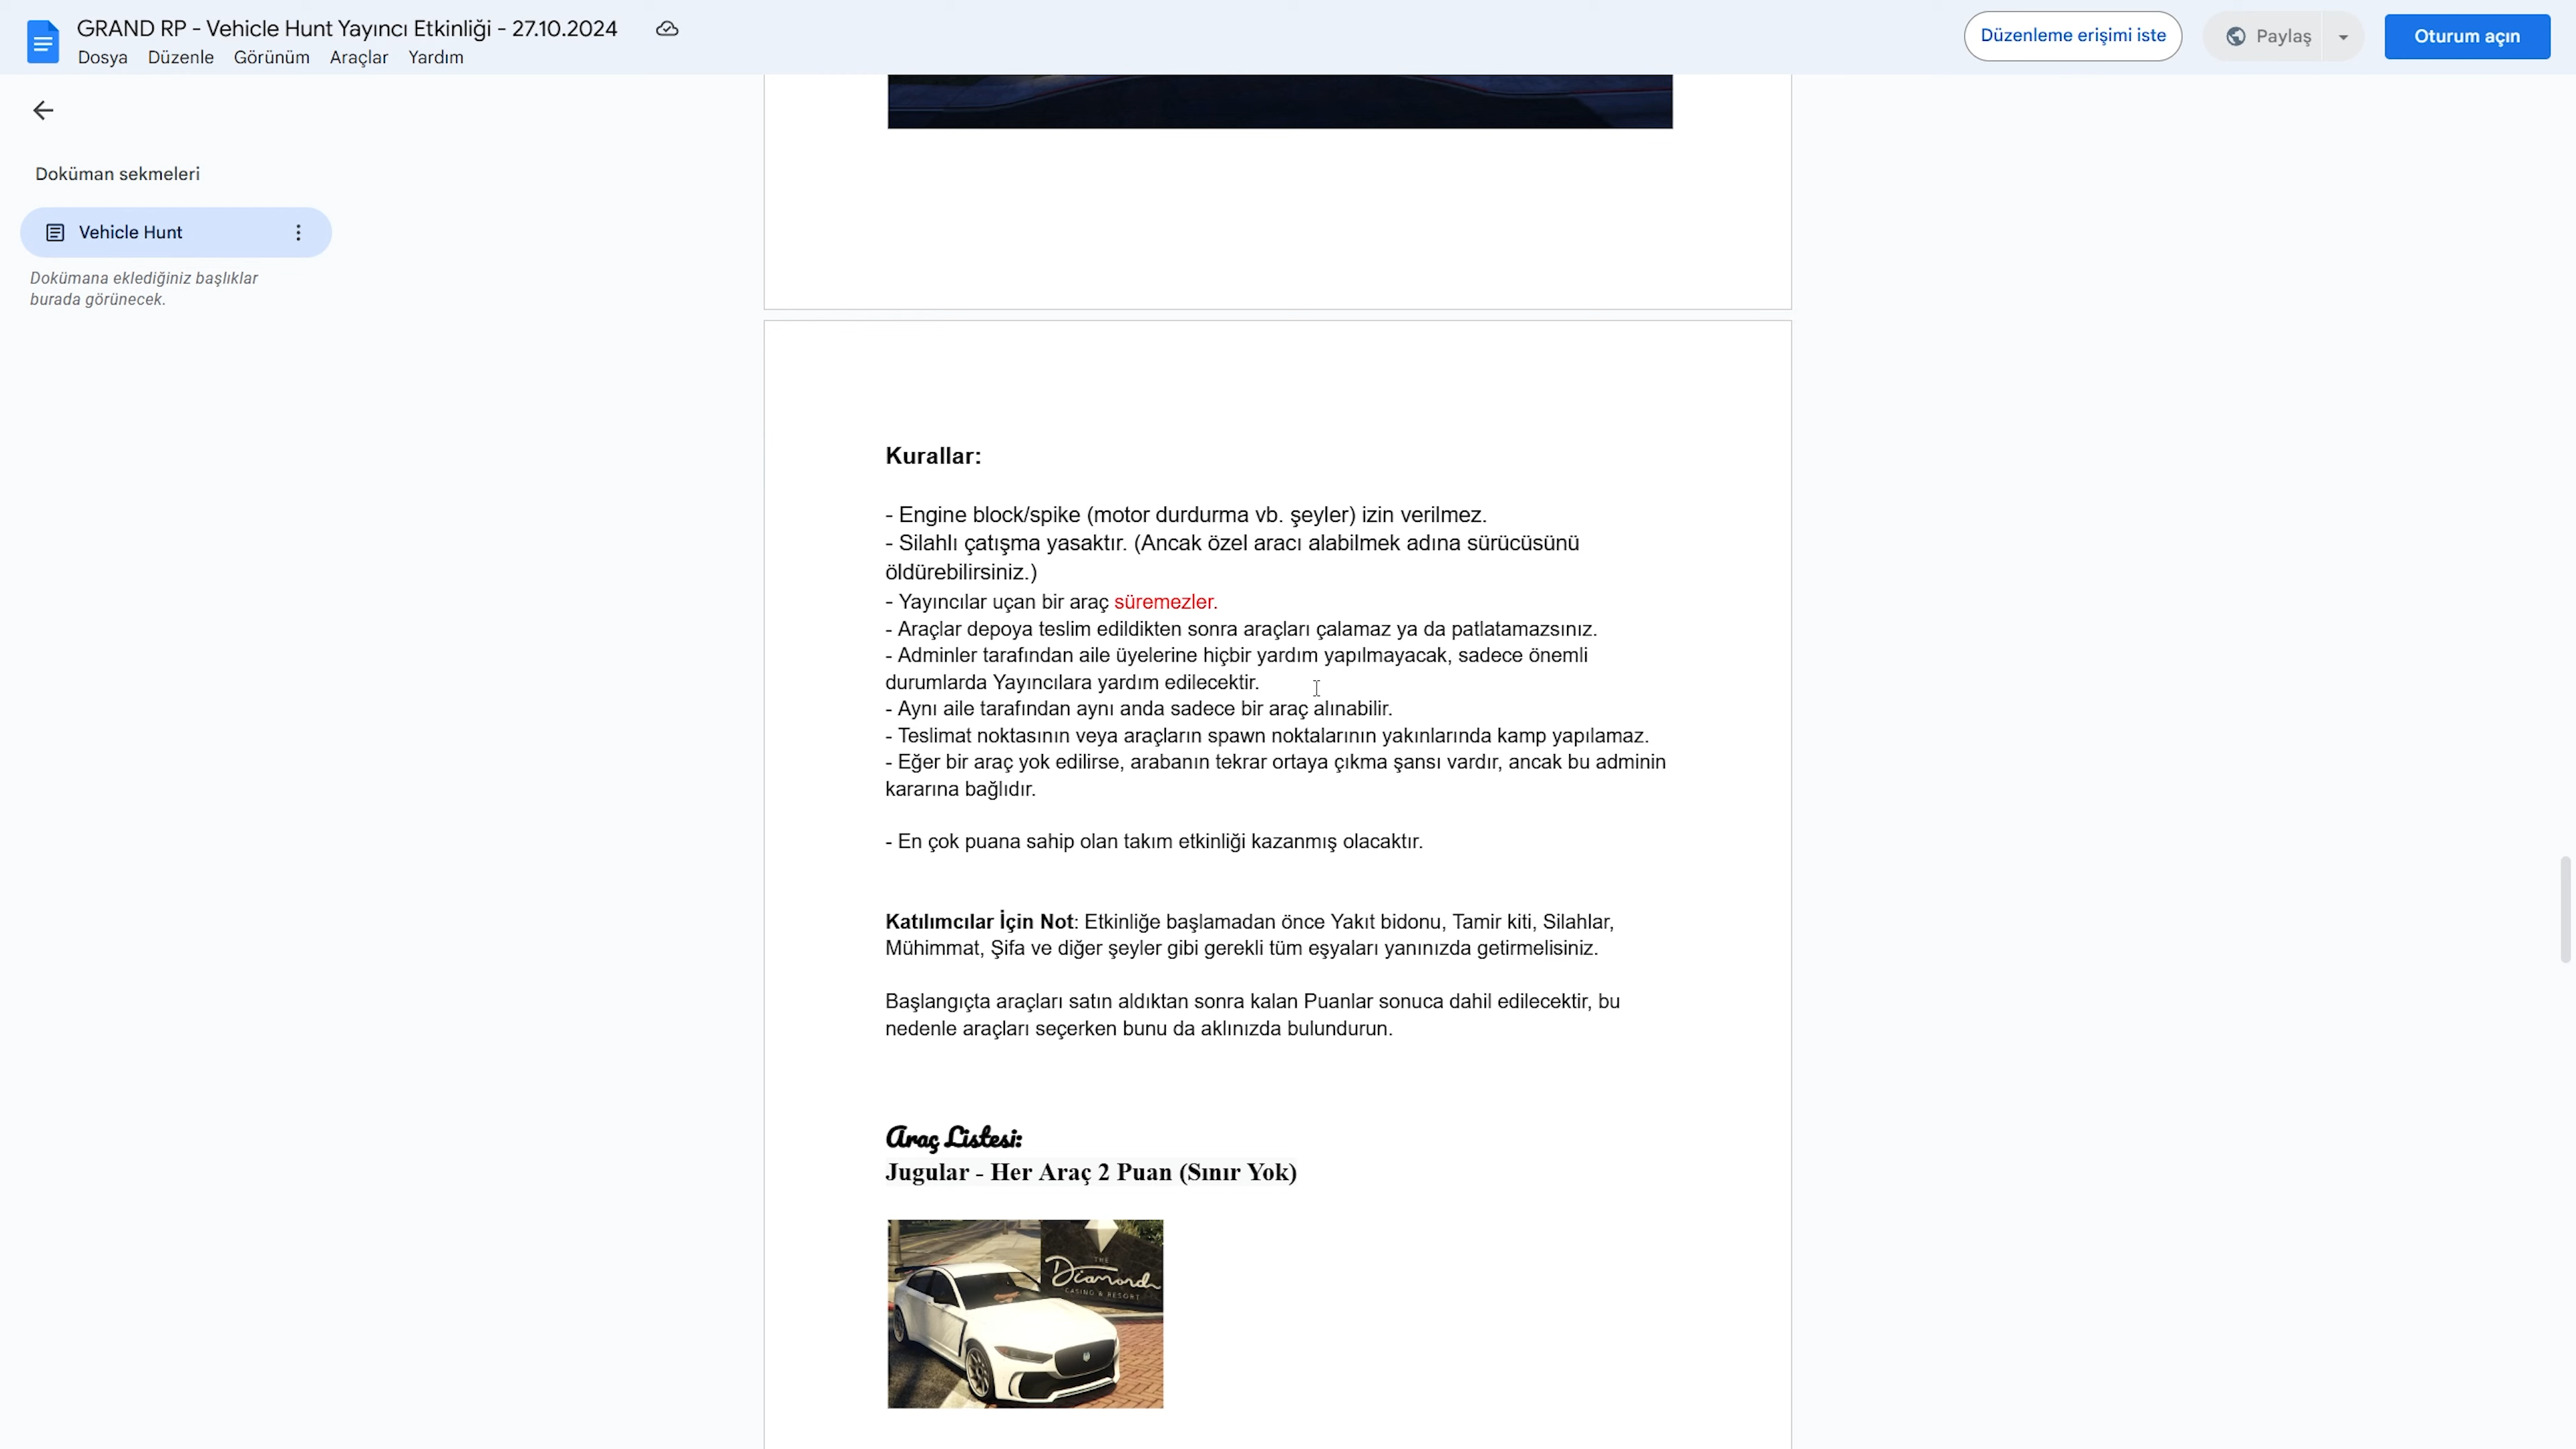 GRAND RP - Vehicle Hunt Yayıncı Etkinliği - 27.10.2024
Dosya Düzenle Görünüm Araçlar Yardım
Düzenleme erişimi iste
Paylaş
Oturum açın
Doküman sekmeleri
Vehicle Hunt
Dokümana eklediğiniz başlıklar
burada görünecek.
Kurallar:
- Engine block/spike (motor durdurma vb. şeyler) izin verilmez.
- Silahlı çatışma yasaktır. (Ancak özel aracı alabilmek adına sürücüsünü
öldürebilirsiniz.)
- Yayıncılar uçan bir araç süremezler.
- Araçlar depoya teslim edildikten sonra araçları çalamaz ya da patlatamazsınız.
- Adminler tarafından aile üyelerine hiçbir yardım yapılmayacak, sadece önemli
durumlarda Yayıncılara yardım edilecektir.
- Aynı aile tarafından aynı anda sadece bir araç alınabilir.
- Teslimat noktasının veya araçların spawn noktalarının yakınlarında kamp yapılamaz.
- Eğer bir araç yok edilirse, arabanın tekrar ortaya çıkma şansı vardır, ancak bu adminin
kararına bağlıdır.
- En çok puana sahip olan takım etkinliği kazanmış olacaktır.
Katılımcılar İçin Not: Etkinliğe başlamadan önce Yakıt bidonu, Tamir kiti, Silahlar,
Mühimmat, Şifa ve diğer şeyler gibi gerekli tüm eşyaları yanınızda getirmelisiniz.
Başlangıçta araçları satın aldıktan sonra kalan Puanlar sonuca dahil edilecektir, bu
nedenle araçları seçerken bunu da aklınızda bulundurun.
Araç Listesi:
Jugular - Her Araç 2 Puan (Sınır Yok)
THE
Diamond
CASINO & RESORT